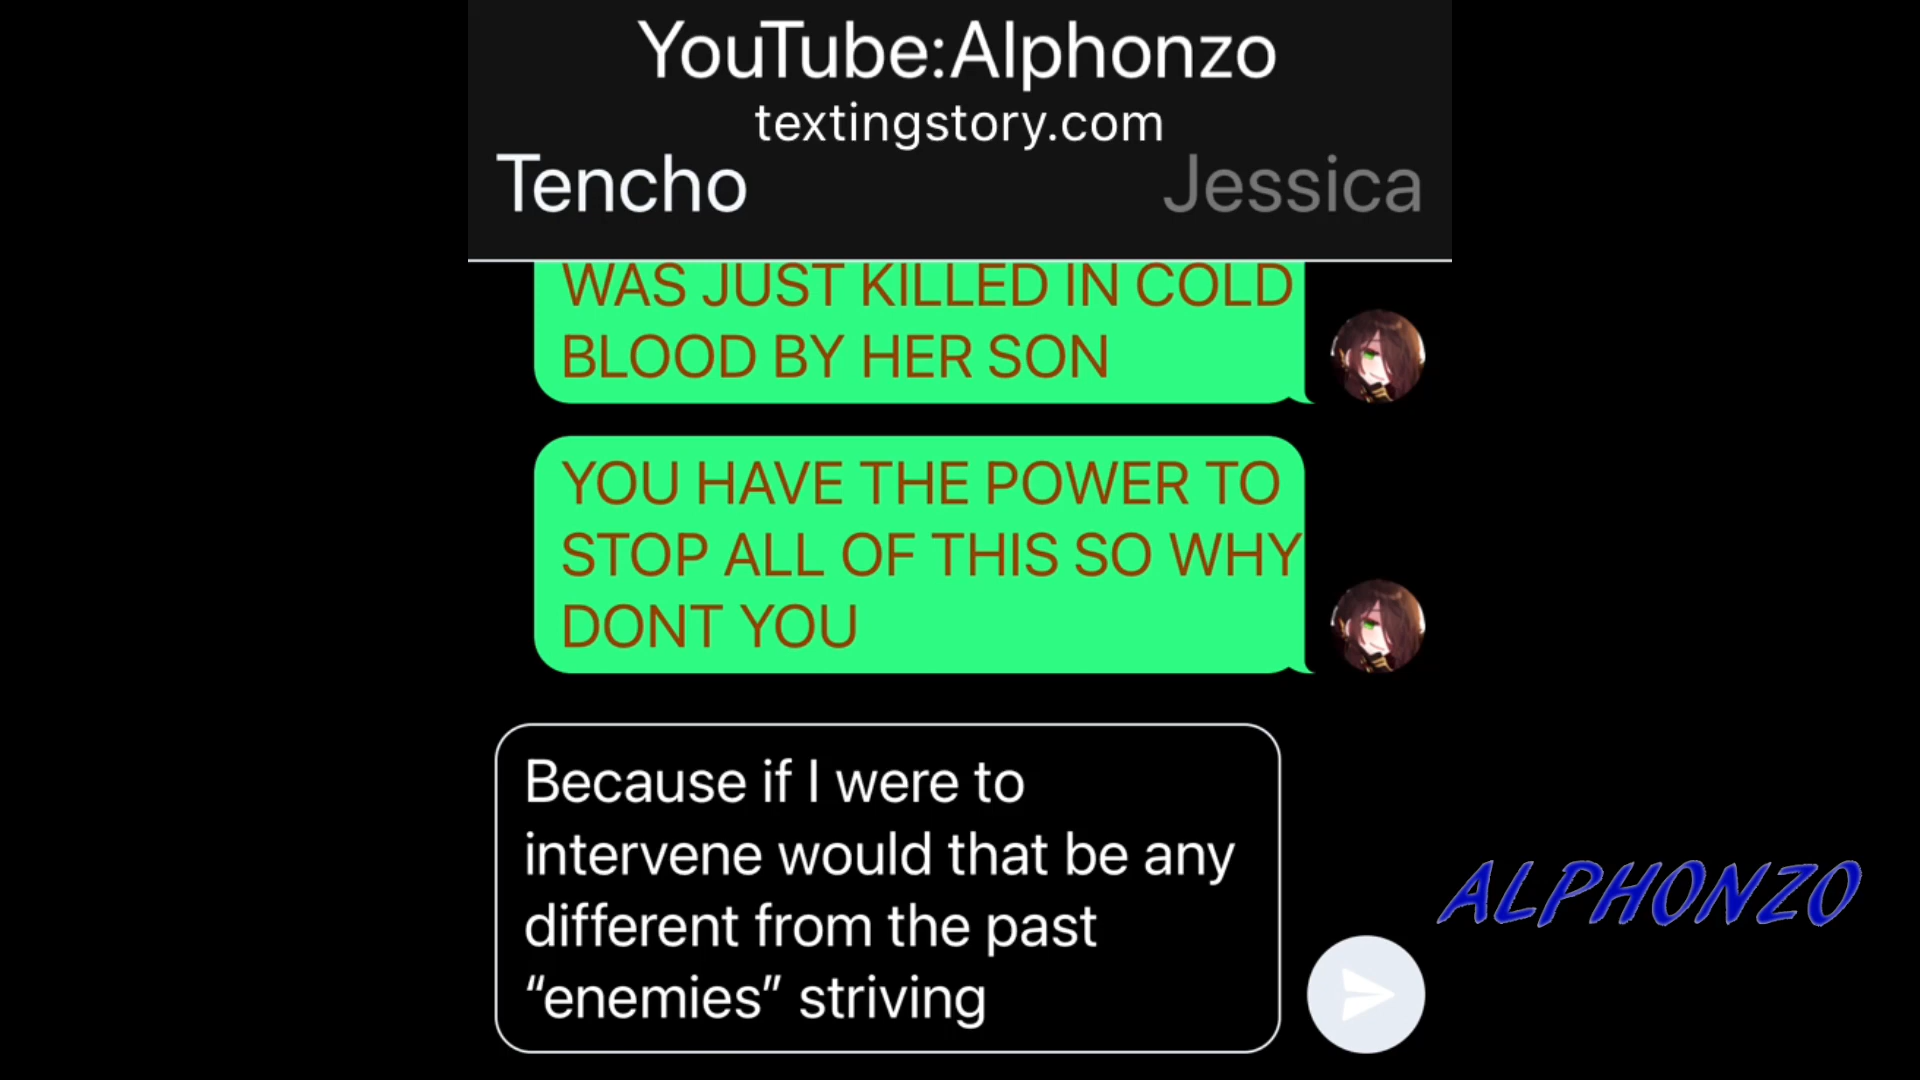 YouTube:Alphonzo
textingstory.com
Tencho
Jessica
WAS JUST KILLED IN COLD
BLOOD BY HER SON
YOU HAVE THE POWER TO
STOP ALL OF THIS SO WHY
DONT YOU
Because if I were to
intervene would that be any
different from the past
“enemies” striving
ALPHONZO